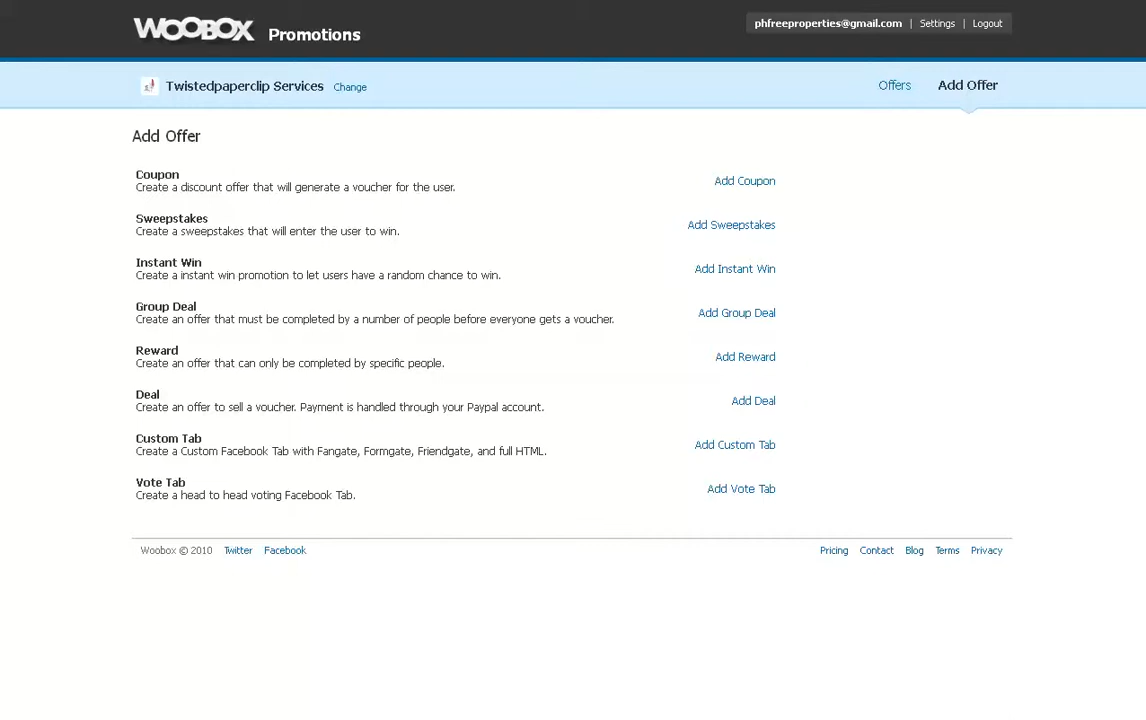 WOOBOX Promotions
phfreeproperties@gmail.com | Settings | Logout
Twistedpaperclip Services Change
Offers Add Offer
Add Offer
Coupon
Create a discount offer that will generate a voucher for the user.
Add Coupon
Sweepstakes
Create a sweepstakes that will enter the user to win.
Add Sweepstakes
Instant Win
Create a instant win promotion to let users have a random chance to win.
Add Instant Win
Group Deal
Create an offer that must be completed by a number of people before everyone gets a voucher.
Add Group Deal
Reward
Create an offer that can only be completed by specific people.
Add Reward
Deal
Create an offer to sell a voucher. Payment is handled through your Paypal account.
Add Deal
Custom Tab
Create a Custom Facebook Tab with Fangate, Formgate, Friendgate, and full HTML.
Add Custom Tab
Vote Tab
Create a head to head voting Facebook Tab.
Add Vote Tab
Woobox © 2010 Twitter Facebook
Pricing Contact Blog Terms Privacy